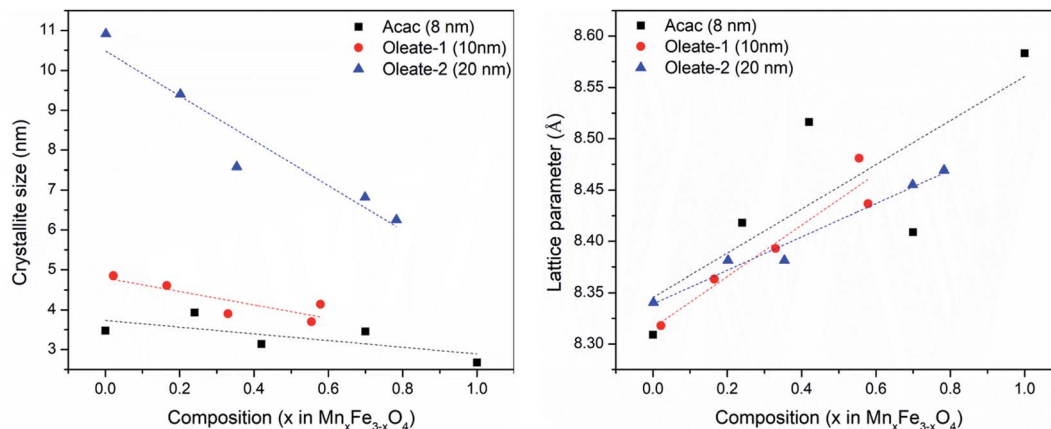 Acac (8 nm)
Oleate-1 (10nm)
Oleate-2 (20 nm)
11
10
9
8
7
6
5
4
3
Crystallite size (nm)
0.0 0.2 0.4 0.6 0.8 1.0
Composition (x in MnxFe3-xO4)
Acac (8 nm)
Oleate-1 (10nm)
Oleate-2 (20 nm)
8.60
8.55
8.50
8.45
8.40
8.35
8.30
Lattice parameter (Å)
0.0 0.2 0.4 0.6 0.8 1.0
Composition (x in MnxFe3-xO4)